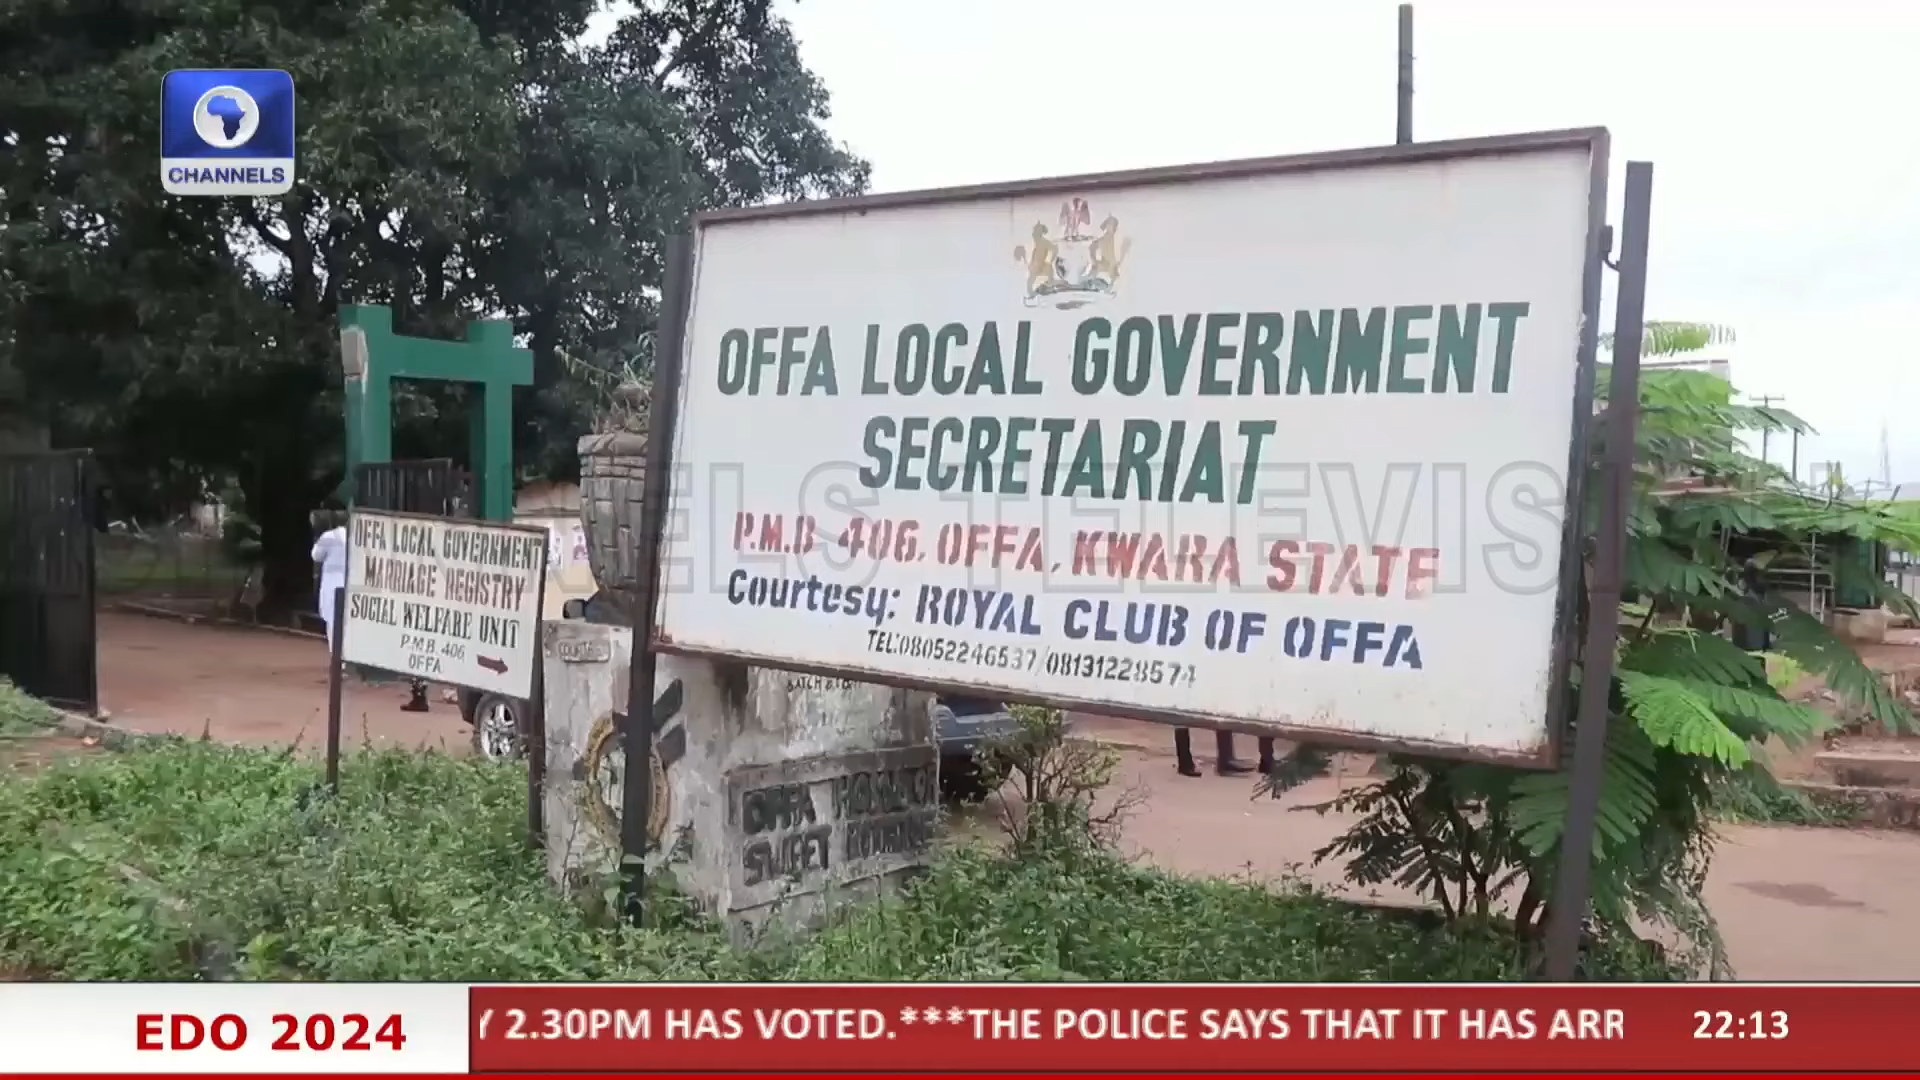 CHANNELS
OFFA LOCAL GOVERNMENT
SECRETARIAT
P.M.B 406, OFFA, KWARA STATE
Courtesy: ROYAL CLUB OF OFFA
TEL:08052246537/08131228574
OFFA LOCAL GOVERNMENT
MARRIAGE REGISTRY
SOCIAL WELFARE UNIT
P.M.B. 406
OFFA
OFFA
SWEET
EDO 2024
Y 2.30PM HAS VOTED.***THE POLICE SAYS THAT IT HAS ARR
22:13